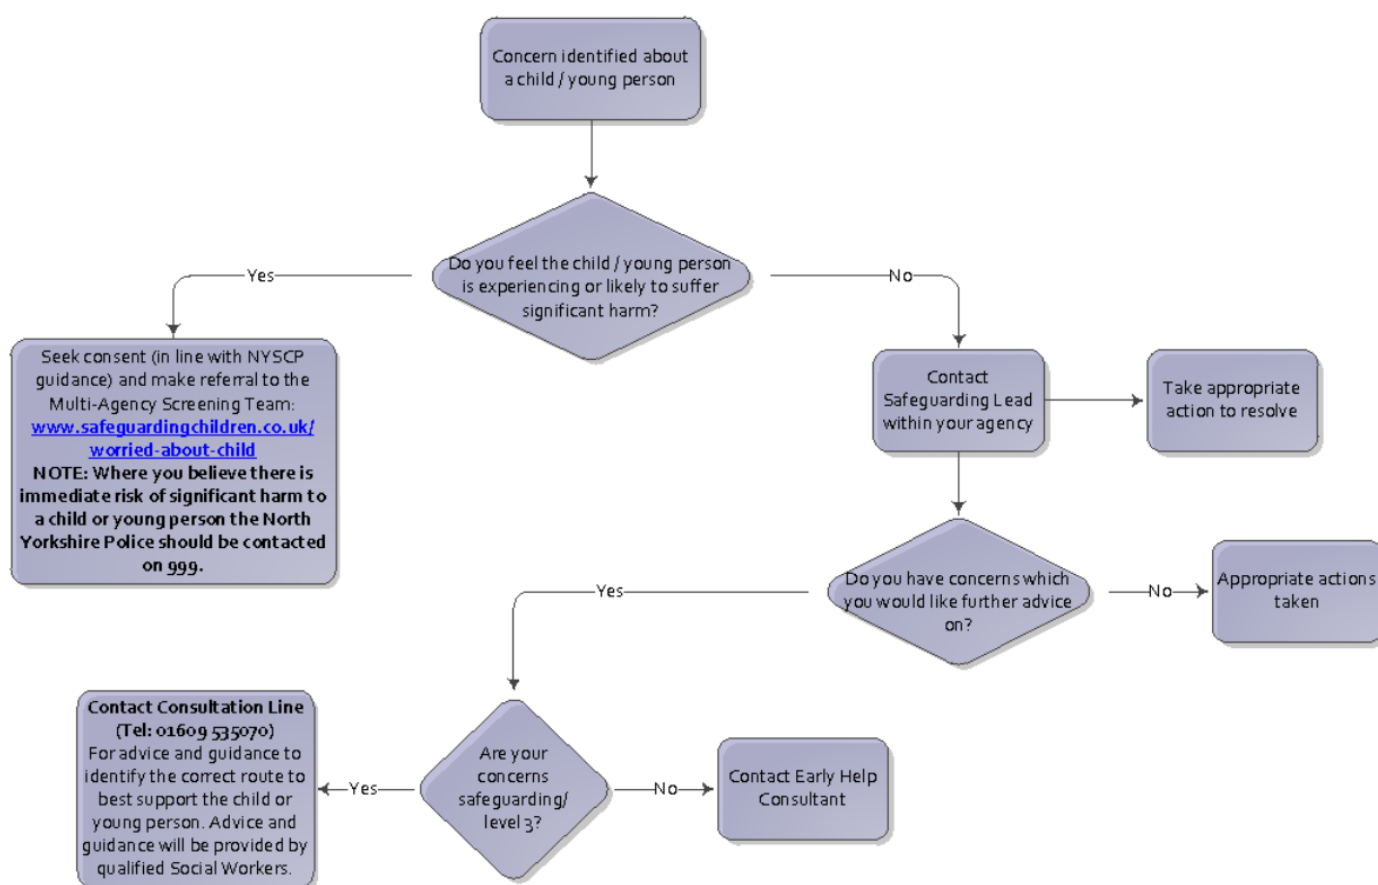 Concern identified about
a child / young person
Do you feel the child / young person
is experiencing or likely to suffer
significant harm?
Yes
No
Seek consent (in line with NYSCP
guidance) and make referral to the
Multi-Agency Screening Team:
www.safeguardingchildren.co.uk/
worried-about-child
NOTE: Where you believe there is
immediate risk of significant harm to
a child or young person the North
Yorkshire Police should be contacted
on 999.
Contact
Safeguarding Lead
within your agency
Take appropriate
action to resolve
Do you have concerns which
you would like further advice
on?
Yes
No
Appropriate actions
taken
Are your
concerns
safeguarding/
level 3?
Yes
No
Contact Consultation Line
(Tel: 01609 535070)
For advice and guidance to
identify the correct route to
best support the child or
young person. Advice and
guidance will be provided by
qualified Social Workers.
Contact Early Help
Consultant